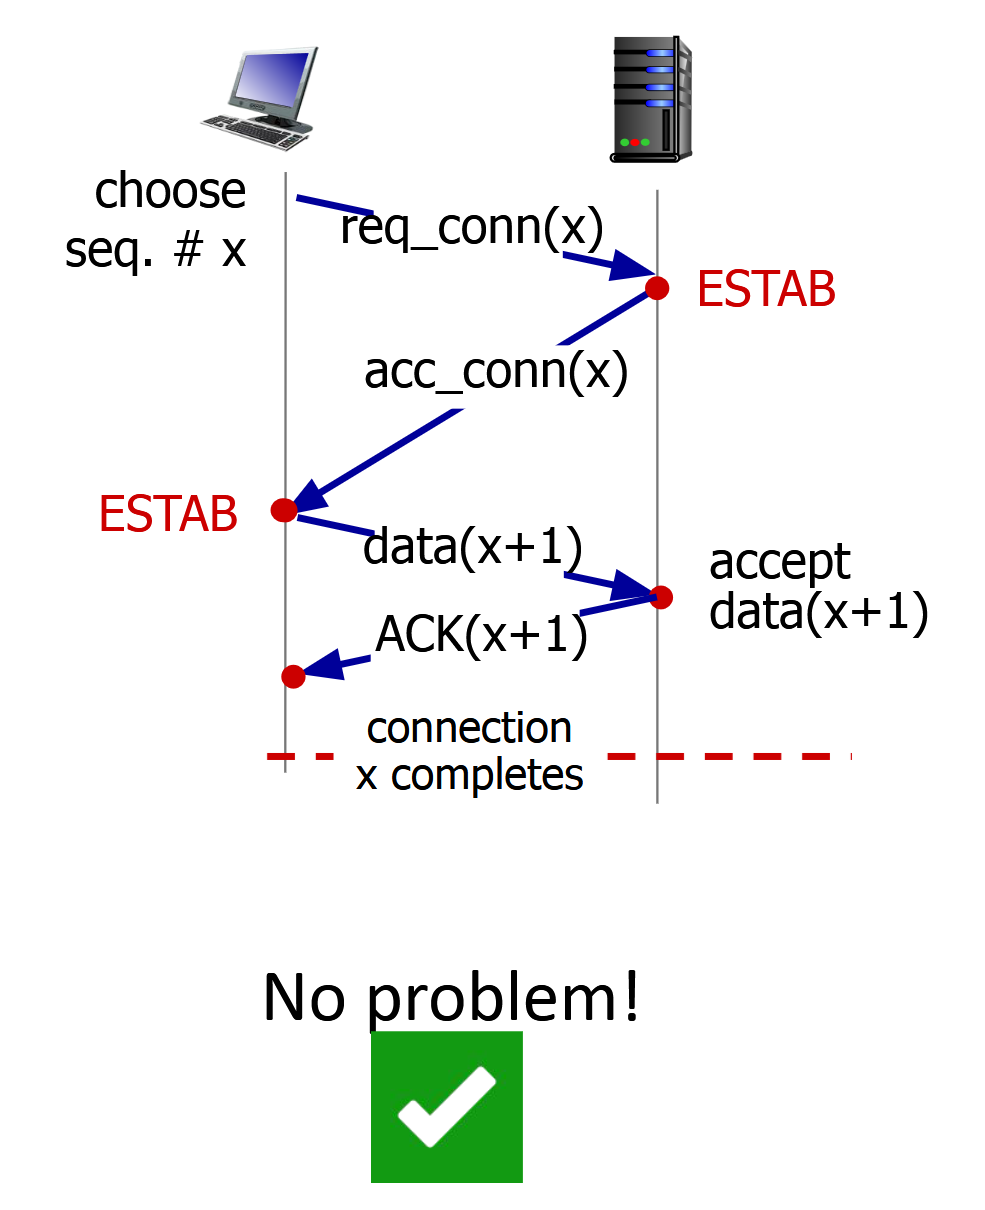 choose
seq. # x
req_conn(x)
ESTAB
acc_conn(x)
ESTAB
data(x+1)
accept
data(x+1)
ACK(x+1)
connection
x completes
No problem!